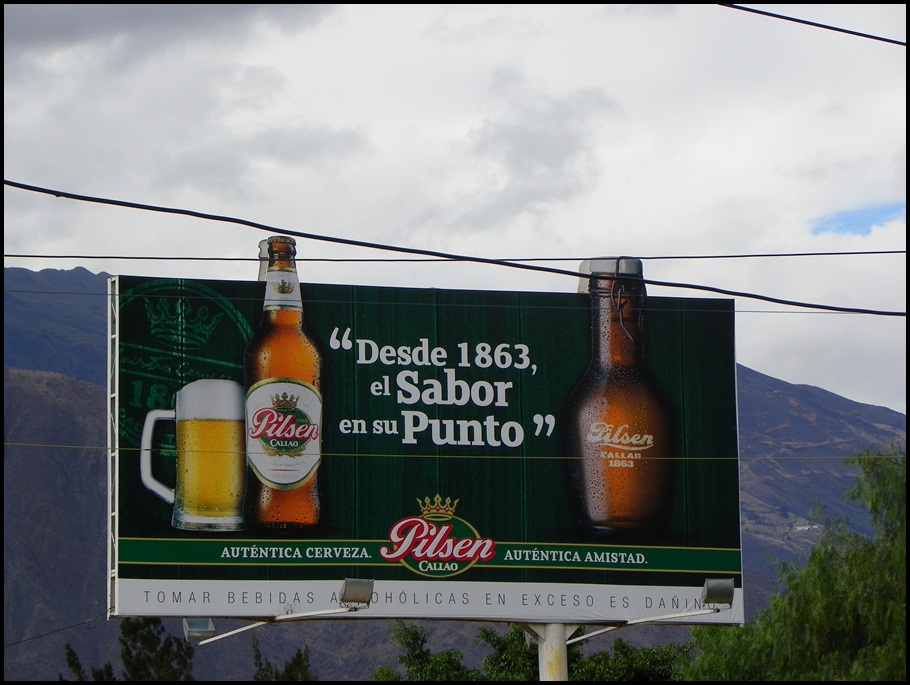 “Desde 1863,
el Sabor
en su Punto”
Pilsen
CALLAO
Pilsen
CALLAO
1863
AUTÉNTICA CERVEZA.
Pilsen
CALLAO
AUTÉNTICA AMISTAD.
TOMAR BEBIDAS ALCOHÓLICAS EN EXCESO ES DAÑINO